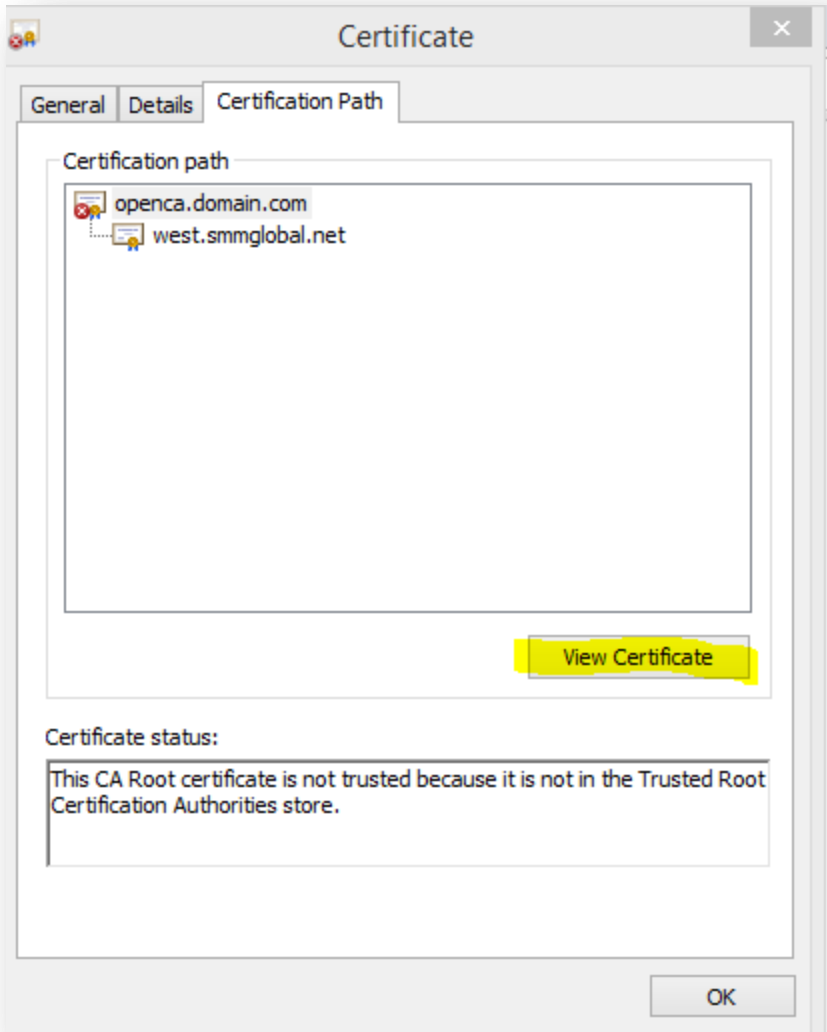 Certificate
General
Details
Certification Path
Certification path
openca.domain.com
west.smmglobal.net
View Certificate
Certificate status:
This CA Root certificate is not trusted because it is not in the Trusted Root
Certification Authorities store.
OK